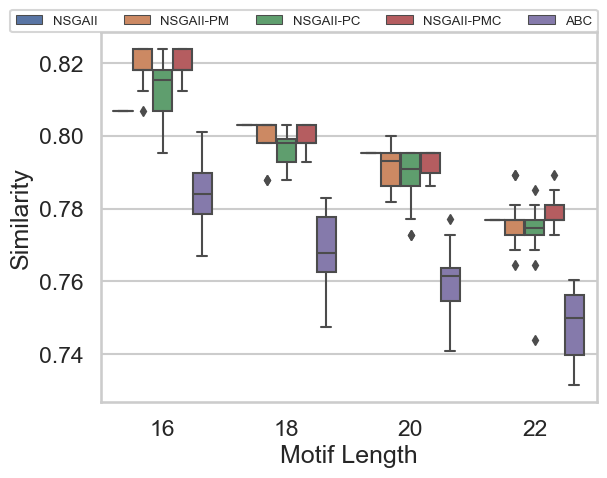 NSGAII NSGAII-PM NSGAII-PC NSGAII-PMC ABC
0.82
0.80
0.78
0.76
0.74
Similarity
16 18 20 22
Motif Length